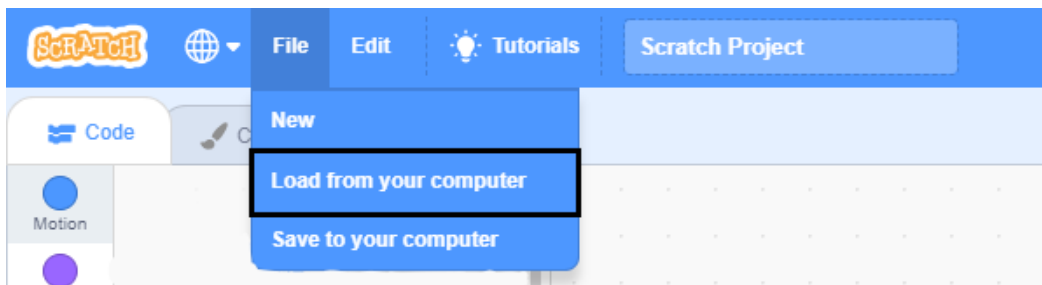 SCRATCH File Edit Tutorials Scratch Project
Code C
New
Load from your computer
Save to your computer
Motion